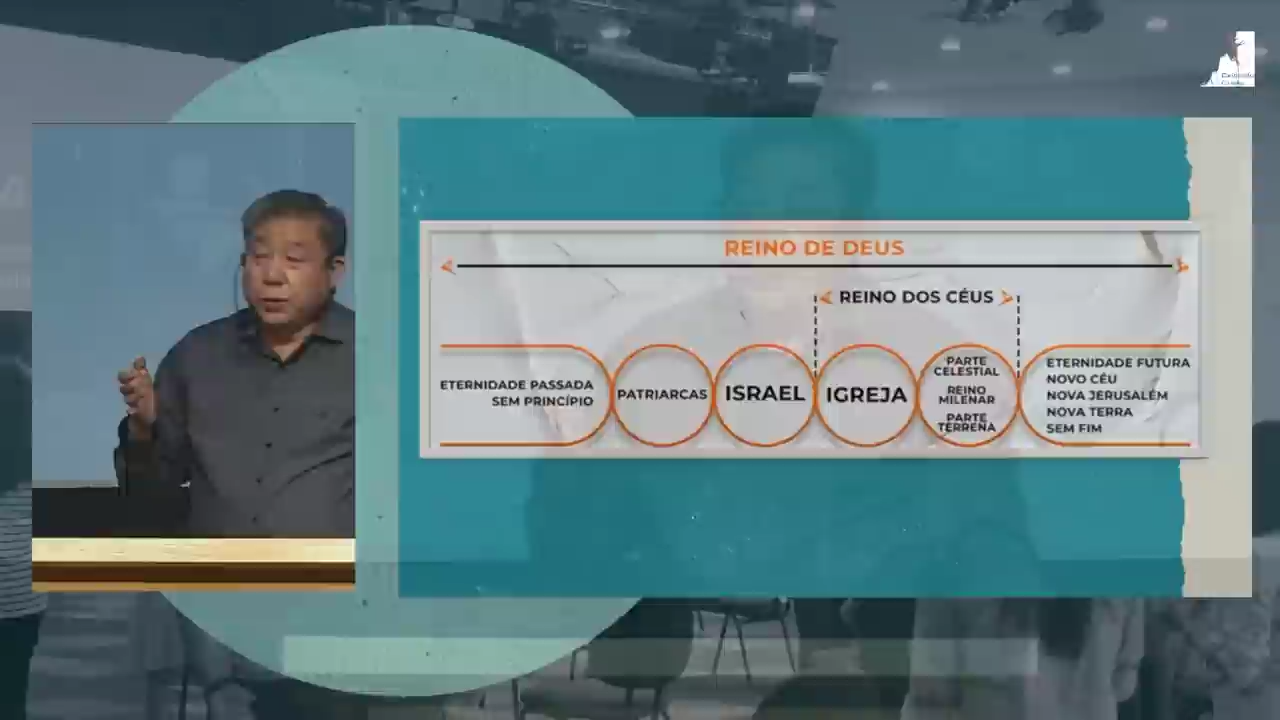 REINO DE DEUS
REINO DOS CÉUS
ETERNIDADE PASSADA
SEM PRINCÍPIO
PATRIARCAS
ISRAEL
IGREJA
PARTE
CELESTIAL
REINO
MILENAR
PARTE
TERRENA
ETERNIDADE FUTURA
NOVO CÉU
NOVA JERUSALÉM
NOVA TERRA
SEM FIM